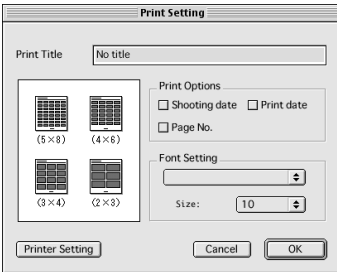 Print Setting
Print Title No title
Print Options
Shooting date Print date
Page No.
(5×8) (4×6)
Font Setting
(3×4) (2×3)
Size: 10
Printer Setting Cancel OK